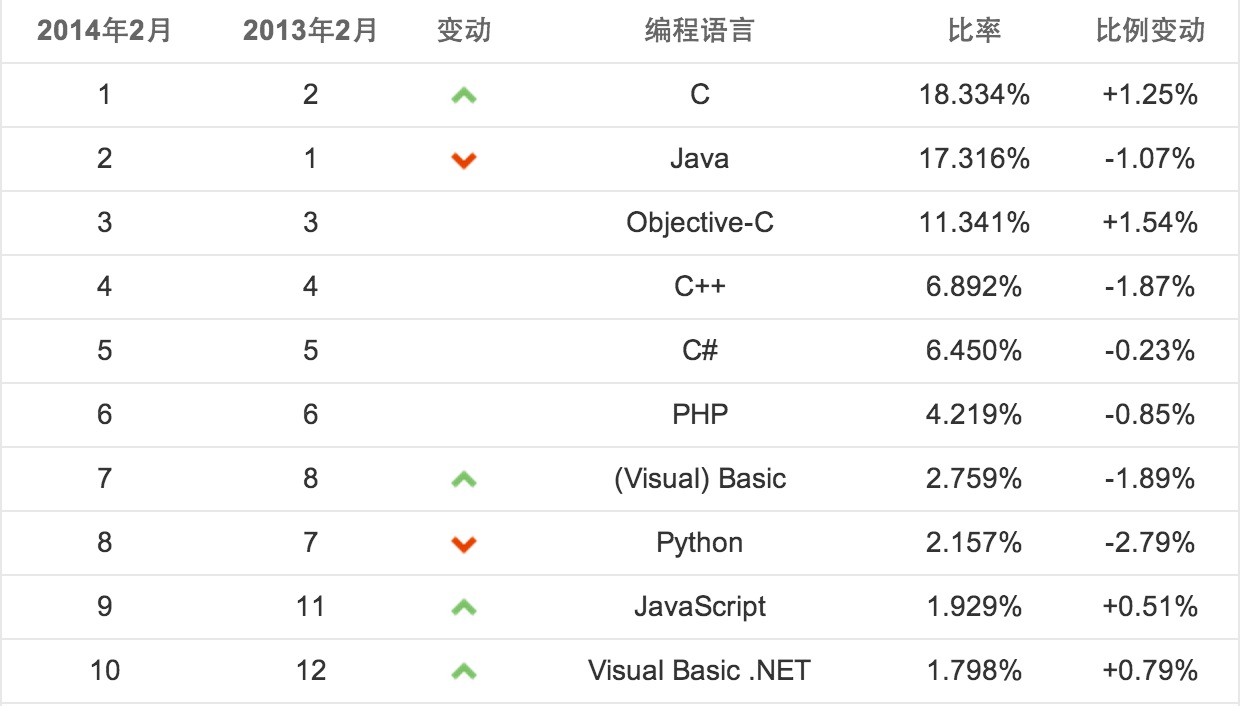 2014年2月 2013年2月 变动 编程语言 比率 比例变动
1 2 C 18.334% +1.25%
2 1 Java 17.316% -1.07%
3 3 Objective-C 11.341% +1.54%
4 4 C++ 6.892% -1.87%
5 5 C# 6.450% -0.23%
6 6 PHP 4.219% -0.85%
7 8 (Visual) Basic 2.759% -1.89%
8 7 Python 2.157% -2.79%
9 11 JavaScript 1.929% +0.51%
10 12 Visual Basic .NET 1.798% +0.79%